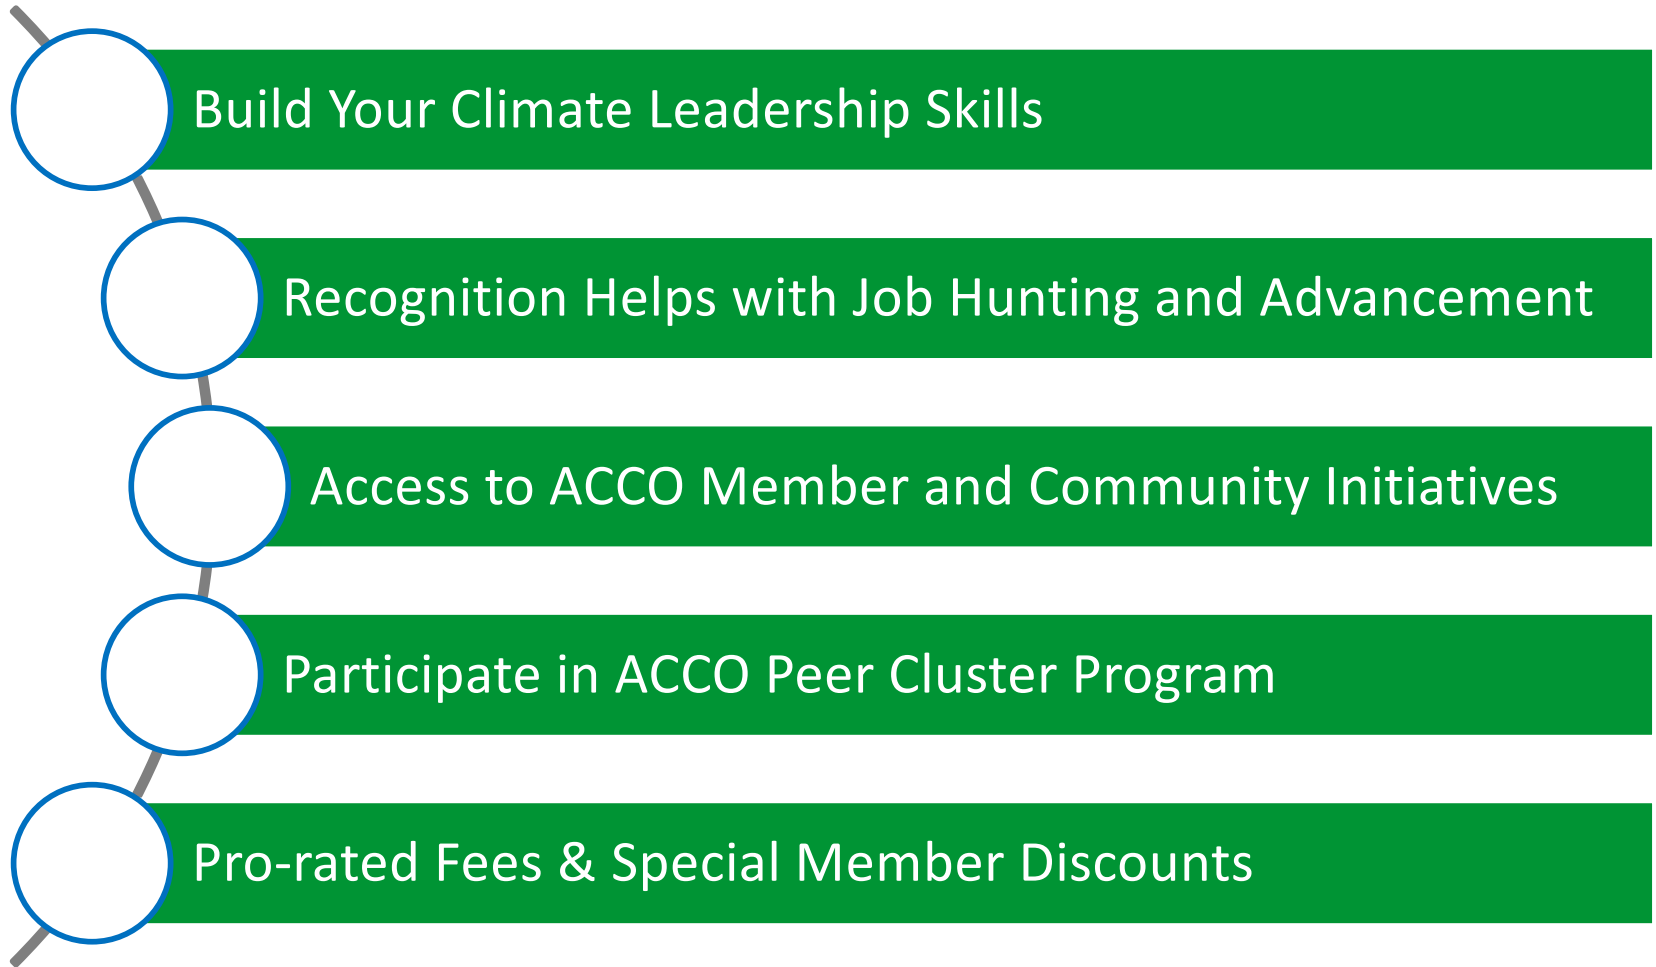 Build Your Climate Leadership Skills
Recognition Helps with Job Hunting and Advancement
Access to ACCO Member and Community Initiatives
Participate in ACCO Peer Cluster Program
Pro-rated Fees & Special Member Discounts